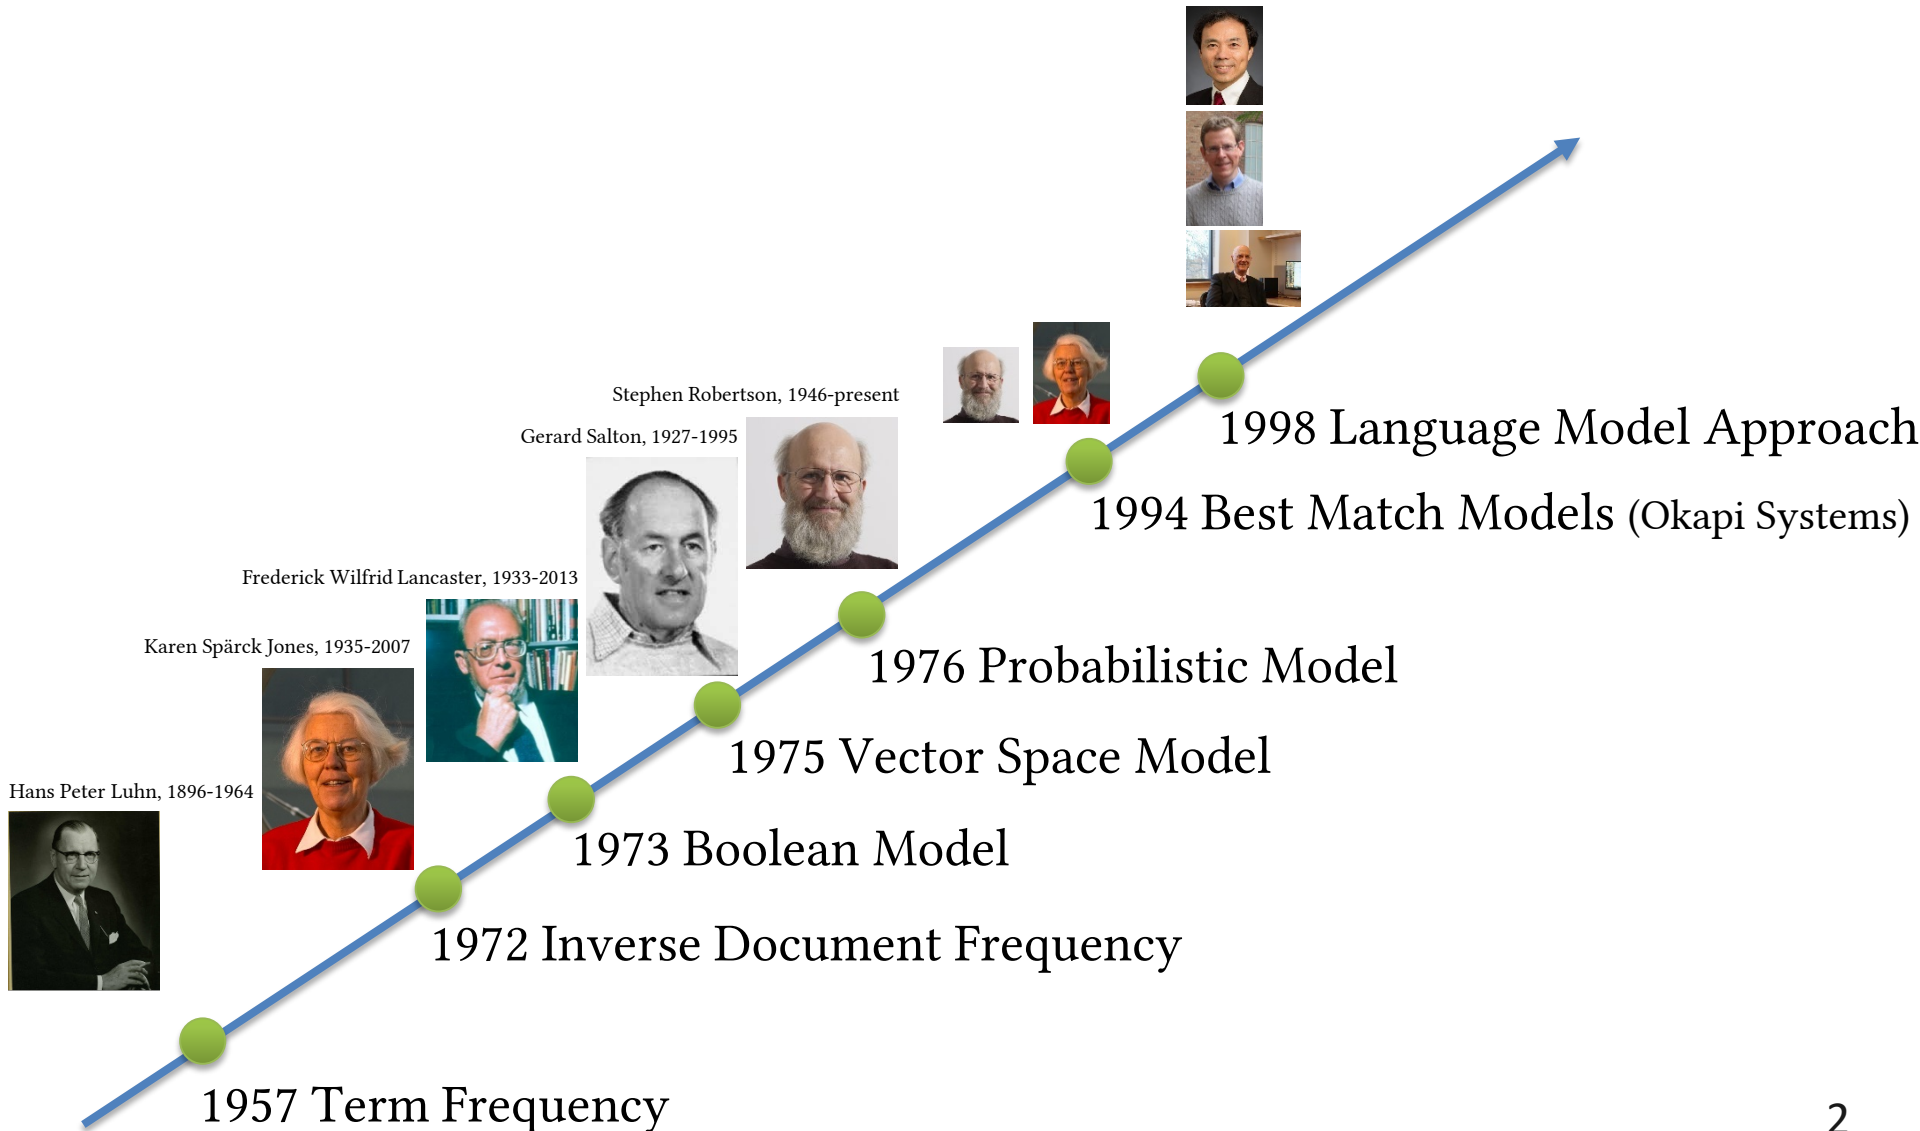 Stephen Robertson, 1946-present
Gerard Salton, 1927-1995
1998 Language Model Approach
1994 Best Match Models (Okapi Systems)
Frederick Wilfrid Lancaster, 1933-2013
Karen Spärck Jones, 1935-2007
1976 Probabilistic Model
1975 Vector Space Model
Hans Peter Luhn, 1896-1964
1973 Boolean Model
1972 Inverse Document Frequency
1957 Term Frequency
2